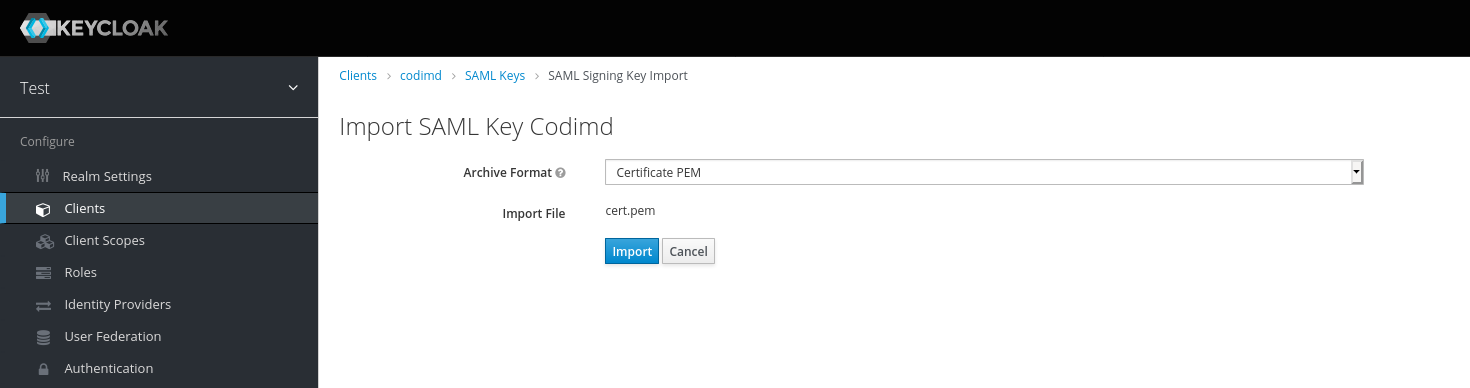 KEYCLOAK
Test
Configure
Realm Settings
Clients
Client Scopes
Roles
Identity Providers
User Federation
Authentication
Clients > codimd > SAML Keys > SAML Signing Key Import
Import SAML Key Codimd
Archive Format ? Certificate PEM
Import File cert.pem
Import Cancel